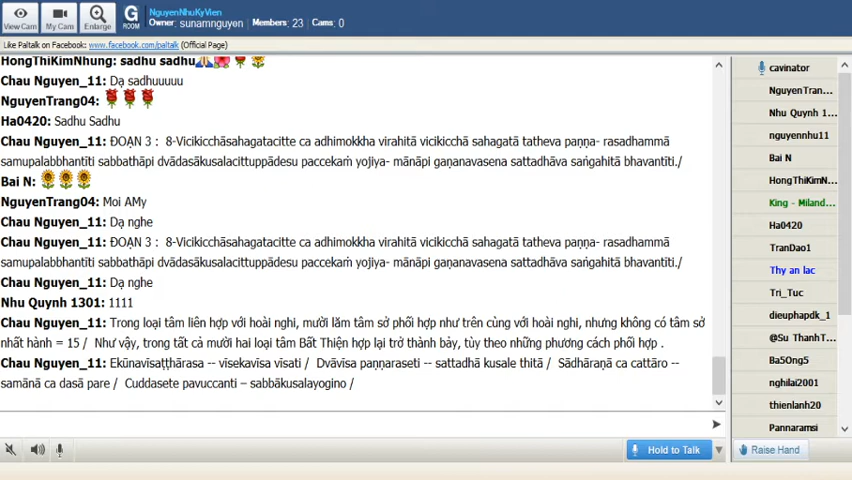 View Cam
My Cam
Enlarge
G
ROOM
NguyenNhuKyVien
Owner: sunamnguyen Members: 23 Cams: 0
Like Paltalk on Facebook: www.facebook.com/paltalk (Official Page)
HongThiKimNhung: sadhu sadhu
Chau Nguyen_11: Dạ sadhuuuuu
NguyenTrang04:
Ha0420: Sadhu Sadhu
Chau Nguyen_11: ĐOẠN 3 : 8-Vicikicchāsahagatacitte ca adhimokkha virahitā vicikicchā sahagatā tatheva paṇṇa- rasadhammā
samupalabbhantīti sabbathāpi dvādasākusalacittuppādesu paccekaṁ yojiya- mānāpi gaṇanavasena sattadhāva saṅgahitā bhavantīti./
Bai N:
NguyenTrang04: Moi AMy
Chau Nguyen_11: Dạ nghe
Chau Nguyen_11: ĐOẠN 3 : 8-Vicikicchāsahagatacitte ca adhimokkha virahitā vicikicchā sahagatā tatheva paṇṇa- rasadhammā
samupalabbhantīti sabbathāpi dvādasākusalacittuppādesu paccekaṁ yojiya- mānāpi gaṇanavasena sattadhāva saṅgahitā bhavantīti./
Chau Nguyen_11: Dạ nghe
Nhu Quynh 1301: 1111
Chau Nguyen_11: Trong loại tâm liên hợp với hoài nghi, mười lăm tâm sở phối hợp như trên cùng với hoài nghi, nhưng không có tâm sở
nhất hành = 15 / Như vậy, trong tất cả mười hai loại tâm Bất Thiện hợp lại trở thành bảy, tùy theo những phương cách phối hợp .
Chau Nguyen_11: Ekūnavīsaṭṭhārasa -- vīsekavīsa vīsati / Dvāvīsa paṇṇaraseti -- sattadhā kusale thitā / Sādhāraṇā ca cattāro --
samānā ca dasā pare / Cuddasete pavuccanti – sabbākusalayogino /
cavinator
NguyenTran...
Nhu Quynh 1...
nguyennhu11
Bai N
HongThiKimN...
King - Miland...
Ha0420
TranDao1
Thy an lac
Tri_Tuc
dieuphapdk_1
@Su ThanhT...
Ba5Ong5
nghilai2001
thienlanh20
Pannaramsi
Hold to Talk
Raise Hand